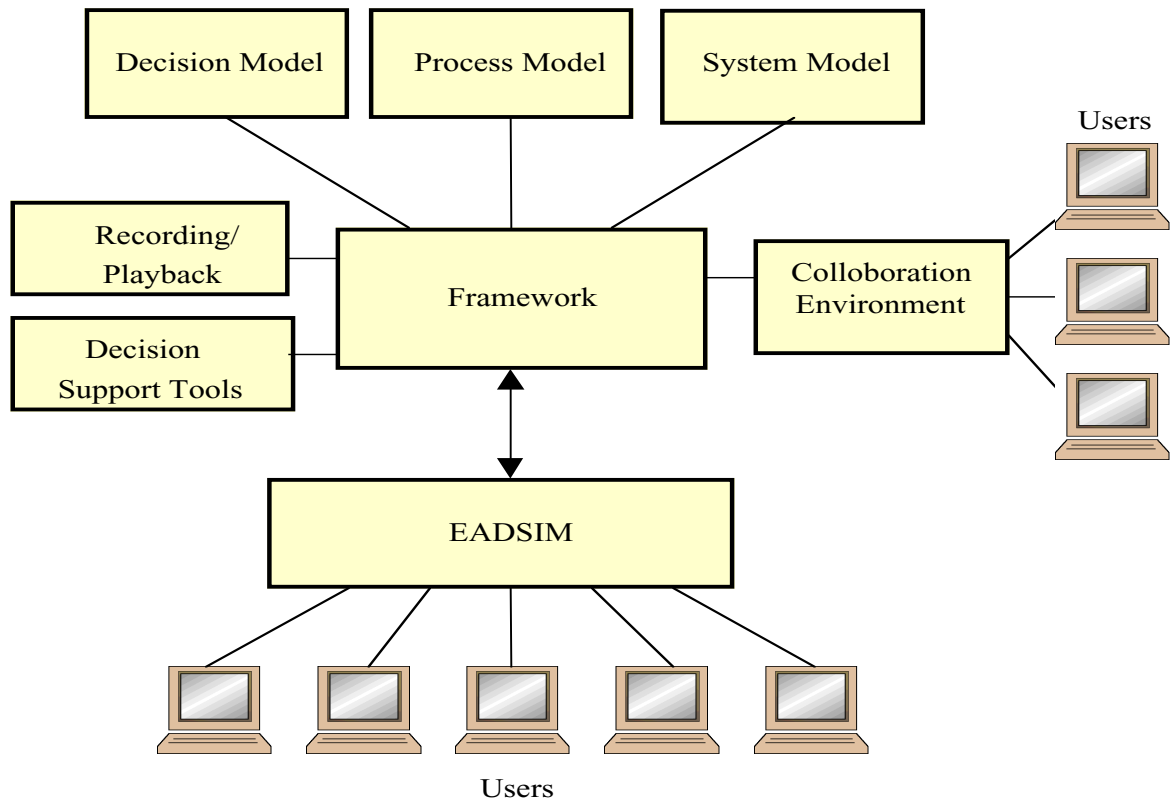 Decision Model
Process Model
System Model
Users
Recording/
Playback
Framework
Colloboration
Environment
Decision
Support Tools
EADSIM
Users